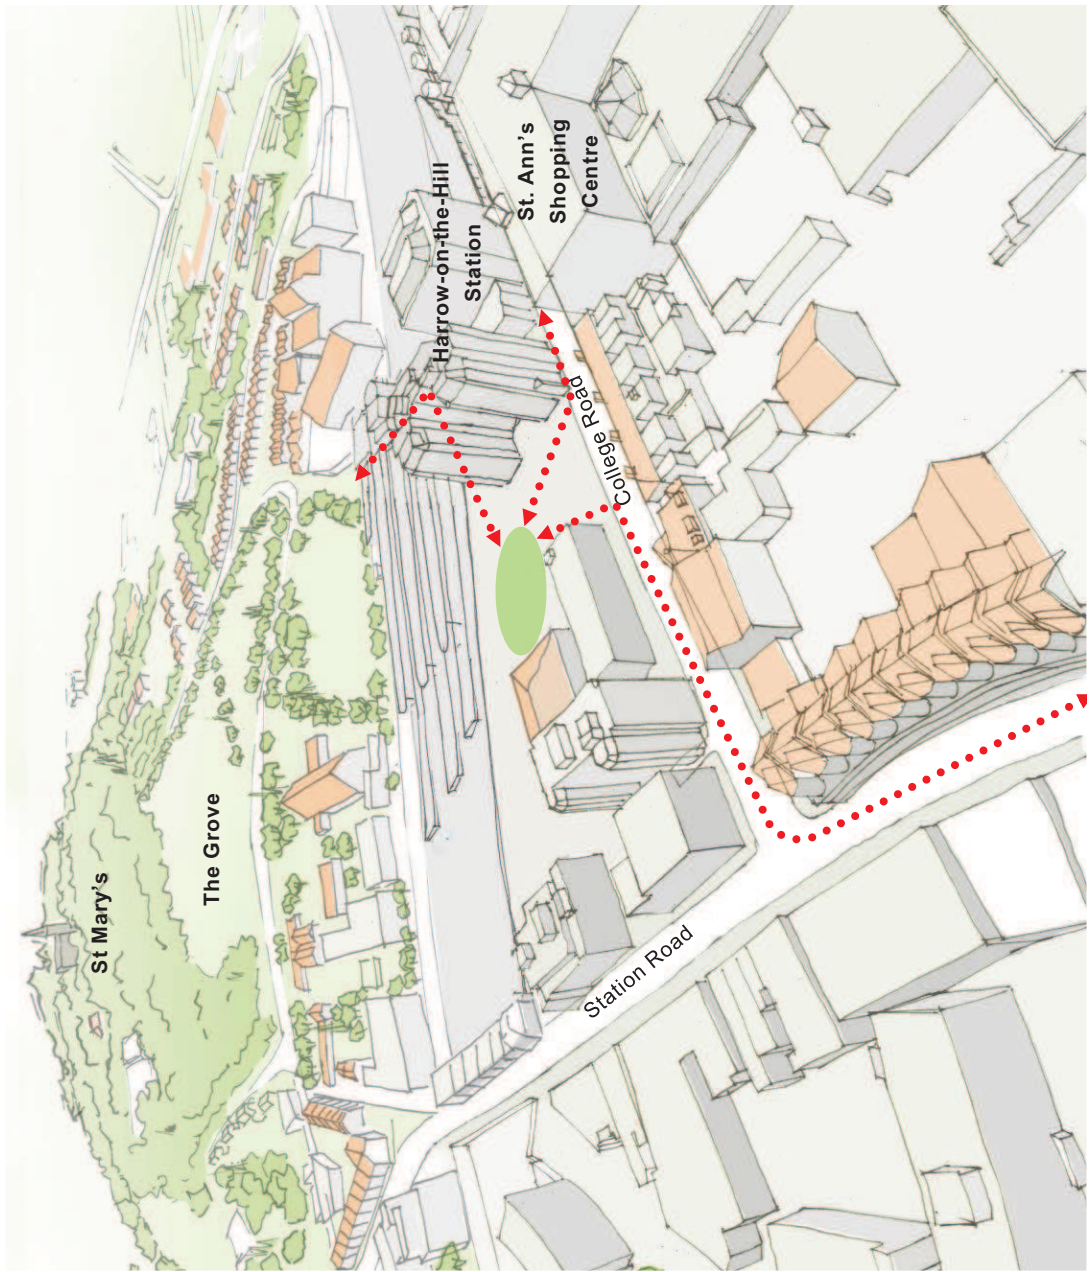 St Mary's
The Grove
Harrow-on-the-Hill
Station
St. Ann's
Shopping
Centre
College Road
Station Road